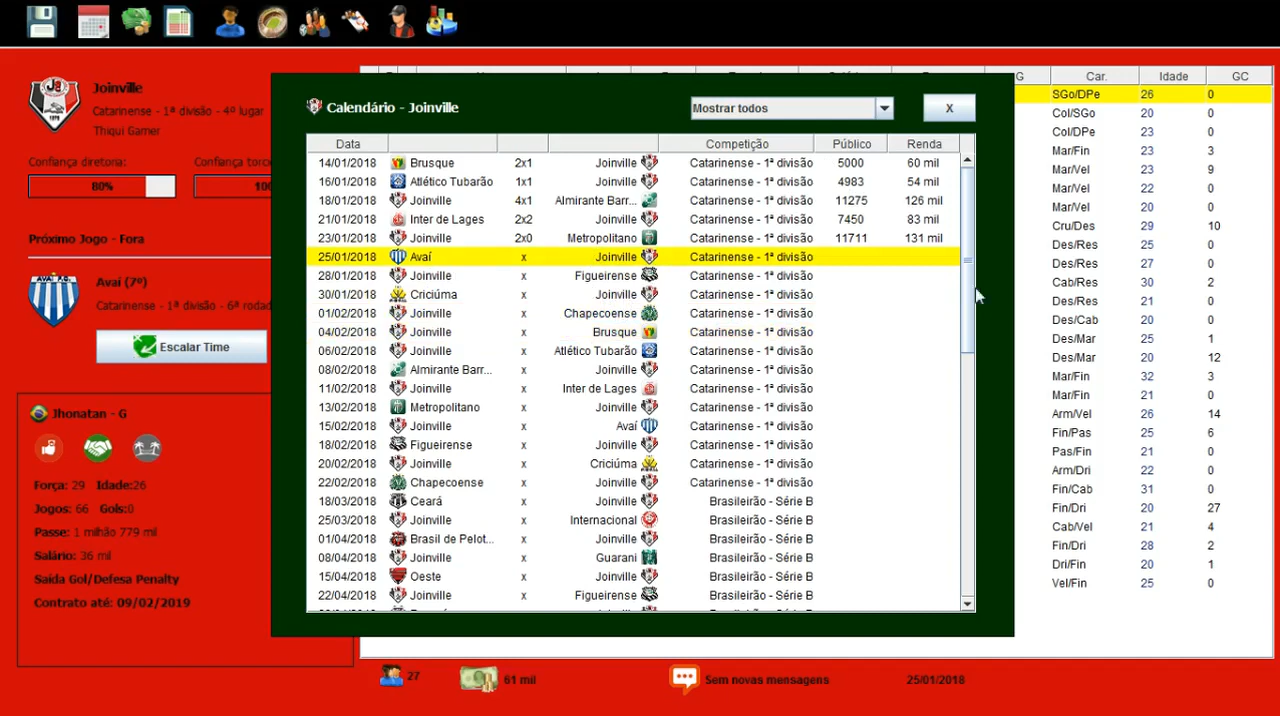 Joinville
Catarinense - 1ª divisão - 4º lugar
Thiqui Gamer
Confiança diretoria:
80%
Próximo Jogo - Fora
Avaí (7º)
Catarinense - 1ª divisão - 6ª
Escalar Time
Jhonatan - G
Força: 29 Idade:26
Jogos: 66 Gols:0
Passe: 1 milhão 779 mil
Salário: 36 mil
Saída Gol/Defesa Penalty
Contrato até: 09/02/2019
Calendário - Joinville
Mostrar todos
X
Data Competição Público Renda
14/01/2018 Brusque 2x1 Joinville Catarinense - 1ª divisão 5000 60 mil
16/01/2018 Atlético Tubarão 1x1 Joinville Catarinense - 1ª divisão 4983 54 mil
18/01/2018 Joinville 4x1 Almirante Barr... Catarinense - 1ª divisão 11275 126 mil
21/01/2018 Inter de Lages 2x2 Joinville Catarinense - 1ª divisão 7450 83 mil
23/01/2018 Joinville 2x0 Metropolitano Catarinense - 1ª divisão 11711 131 mil
25/01/2018 Avaí x Joinville Catarinense - 1ª divisão
28/01/2018 Joinville x Figueirense Catarinense - 1ª divisão
30/01/2018 Criciúma x Joinville Catarinense - 1ª divisão
01/02/2018 Joinville x Chapecoense Catarinense - 1ª divisão
04/02/2018 Joinville x Brusque Catarinense - 1ª divisão
06/02/2018 Joinville x Atlético Tubarão Catarinense - 1ª divisão
08/02/2018 Almirante Barr... x Joinville Catarinense - 1ª divisão
11/02/2018 Joinville x Inter de Lages Catarinense - 1ª divisão
13/02/2018 Metropolitano x Joinville Catarinense - 1ª divisão
15/02/2018 Joinville x Avaí Catarinense - 1ª divisão
18/02/2018 Figueirense x Joinville Catarinense - 1ª divisão
20/02/2018 Joinville x Criciúma Catarinense - 1ª divisão
22/02/2018 Chapecoense x Joinville Catarinense - 1ª divisão
18/03/2018 Ceará x Joinville Brasileirão - Série B
25/03/2018 Joinville x Internacional Brasileirão - Série B
01/04/2018 Brasil de Pelot... x Joinville Brasileirão - Série B
08/04/2018 Joinville x Guarani Brasileirão - Série B
15/04/2018 Oeste x Joinville Brasileirão - Série B
22/04/2018 Joinville x Figueirense Brasileirão - Série B
G Car. Idade GC
SGo/DPe 26 0
Col/SGo 20 0
Col/DPe 23 0
Mar/Fin 23 3
Mar/Vel 23 9
Mar/Vel 22 0
Mar/Vel 20 0
Cru/Des 29 10
Des/Res 25 0
Des/Res 27 0
Cab/Res 30 2
Des/Res 21 0
Des/Cab 20 0
Des/Mar 25 1
Des/Mar 20 12
Mar/Fin 32 3
Mar/Fin 21 0
Arm/Vel 26 14
Fin/Pas 25 6
Pas/Fin 21 0
Arm/Dri 22 0
Fin/Cab 31 0
Fin/Dri 20 27
Cab/Vel 21 4
Fin/Dri 28 2
Dri/Fin 20 1
Vel/Fin 25 0
27
61 mil
Sem novas mensagens
25/01/2018